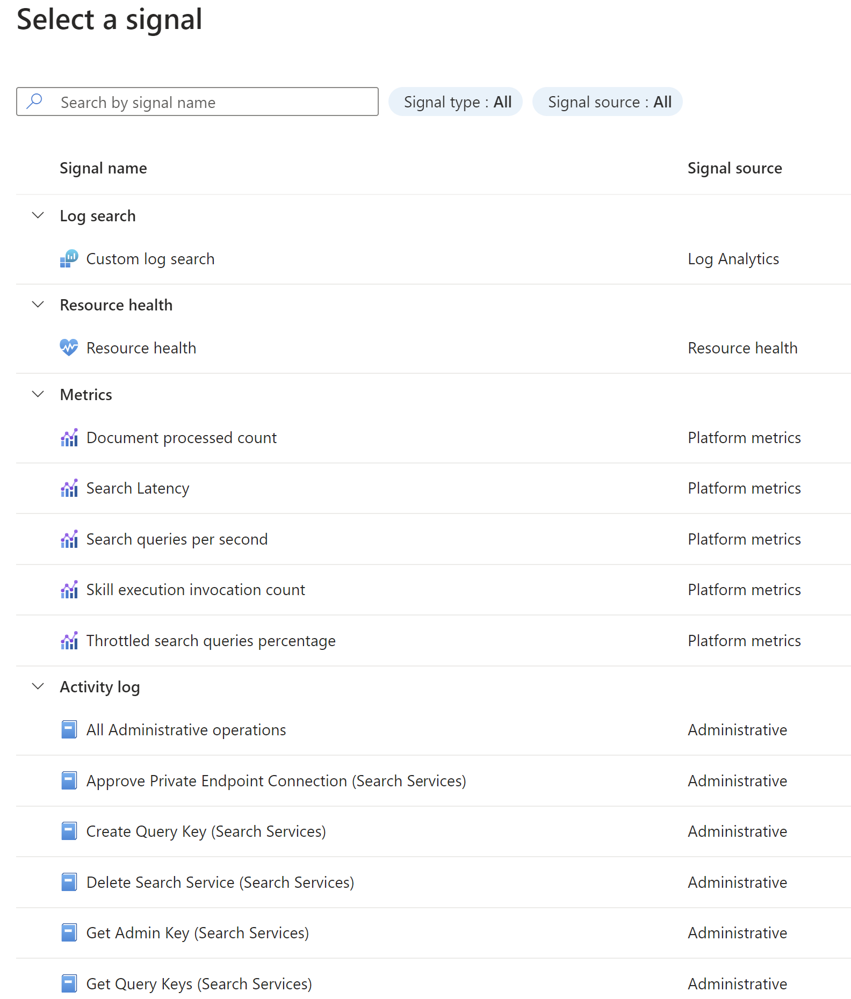 Select a signal
Search by signal name
Signal type : All
Signal source : All
Signal name Signal source
Log search
Custom log search Log Analytics
Resource health
Resource health Resource health
Metrics
Document processed count Platform metrics
Search Latency Platform metrics
Search queries per second Platform metrics
Skill execution invocation count Platform metrics
Throttled search queries percentage Platform metrics
Activity log
All Administrative operations Administrative
Approve Private Endpoint Connection (Search Services) Administrative
Create Query Key (Search Services) Administrative
Delete Search Service (Search Services) Administrative
Get Admin Key (Search Services) Administrative
Get Query Keys (Search Services) Administrative